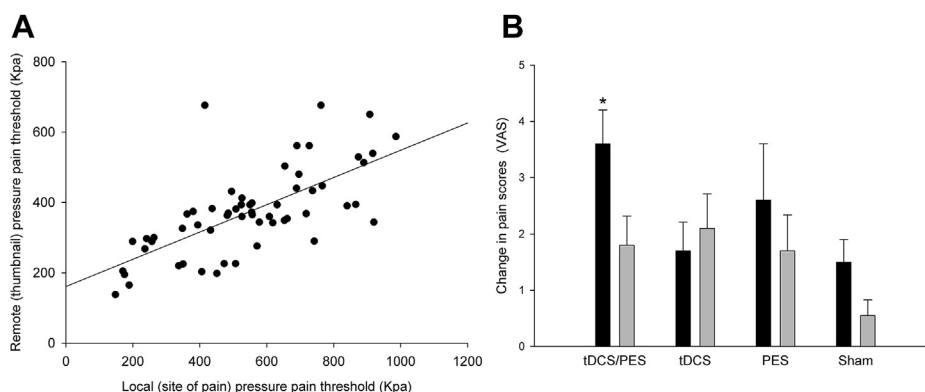 A
Remote (thumbnail) pressure pain threshold (Kpa)
800
600
400
200
0
0 200 400 600 800 1000 1200
Local (site of pain) pressure pain threshold (Kpa)
B
Change in pain scores (VAS)
5
4
3
2
1
0
*
tDCS/PES tDCS PES Sham